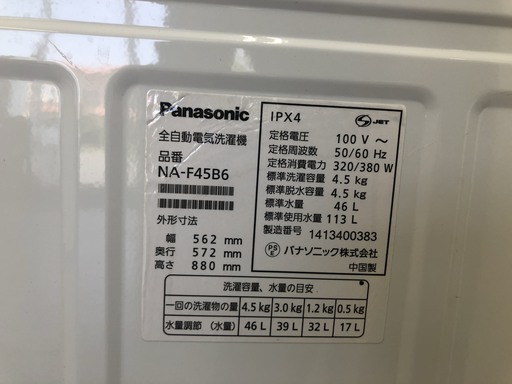 Panasonic
全自動電気洗濯機
品番
NA-F45B6
外形寸法
幅 562 mm
奥行 572 mm
高さ 880 mm
IPX4
S JET
定格電圧 100 V ～
定格周波数 50/60 Hz
定格消費電力 320/380 W
標準洗濯容量 4.5 kg
標準脱水容量 4.5 kg
標準水量 46 L
標準使用水量 113 L
製造番号 1413400383
PS E パナソニック株式会社
中国製
洗濯容量、水量の目安
一回の洗濯物の量 4.5 kg 3.0 kg 1.2 kg 0.5 kg
水量調節（水量） 46 L 39 L 32 L 17 L